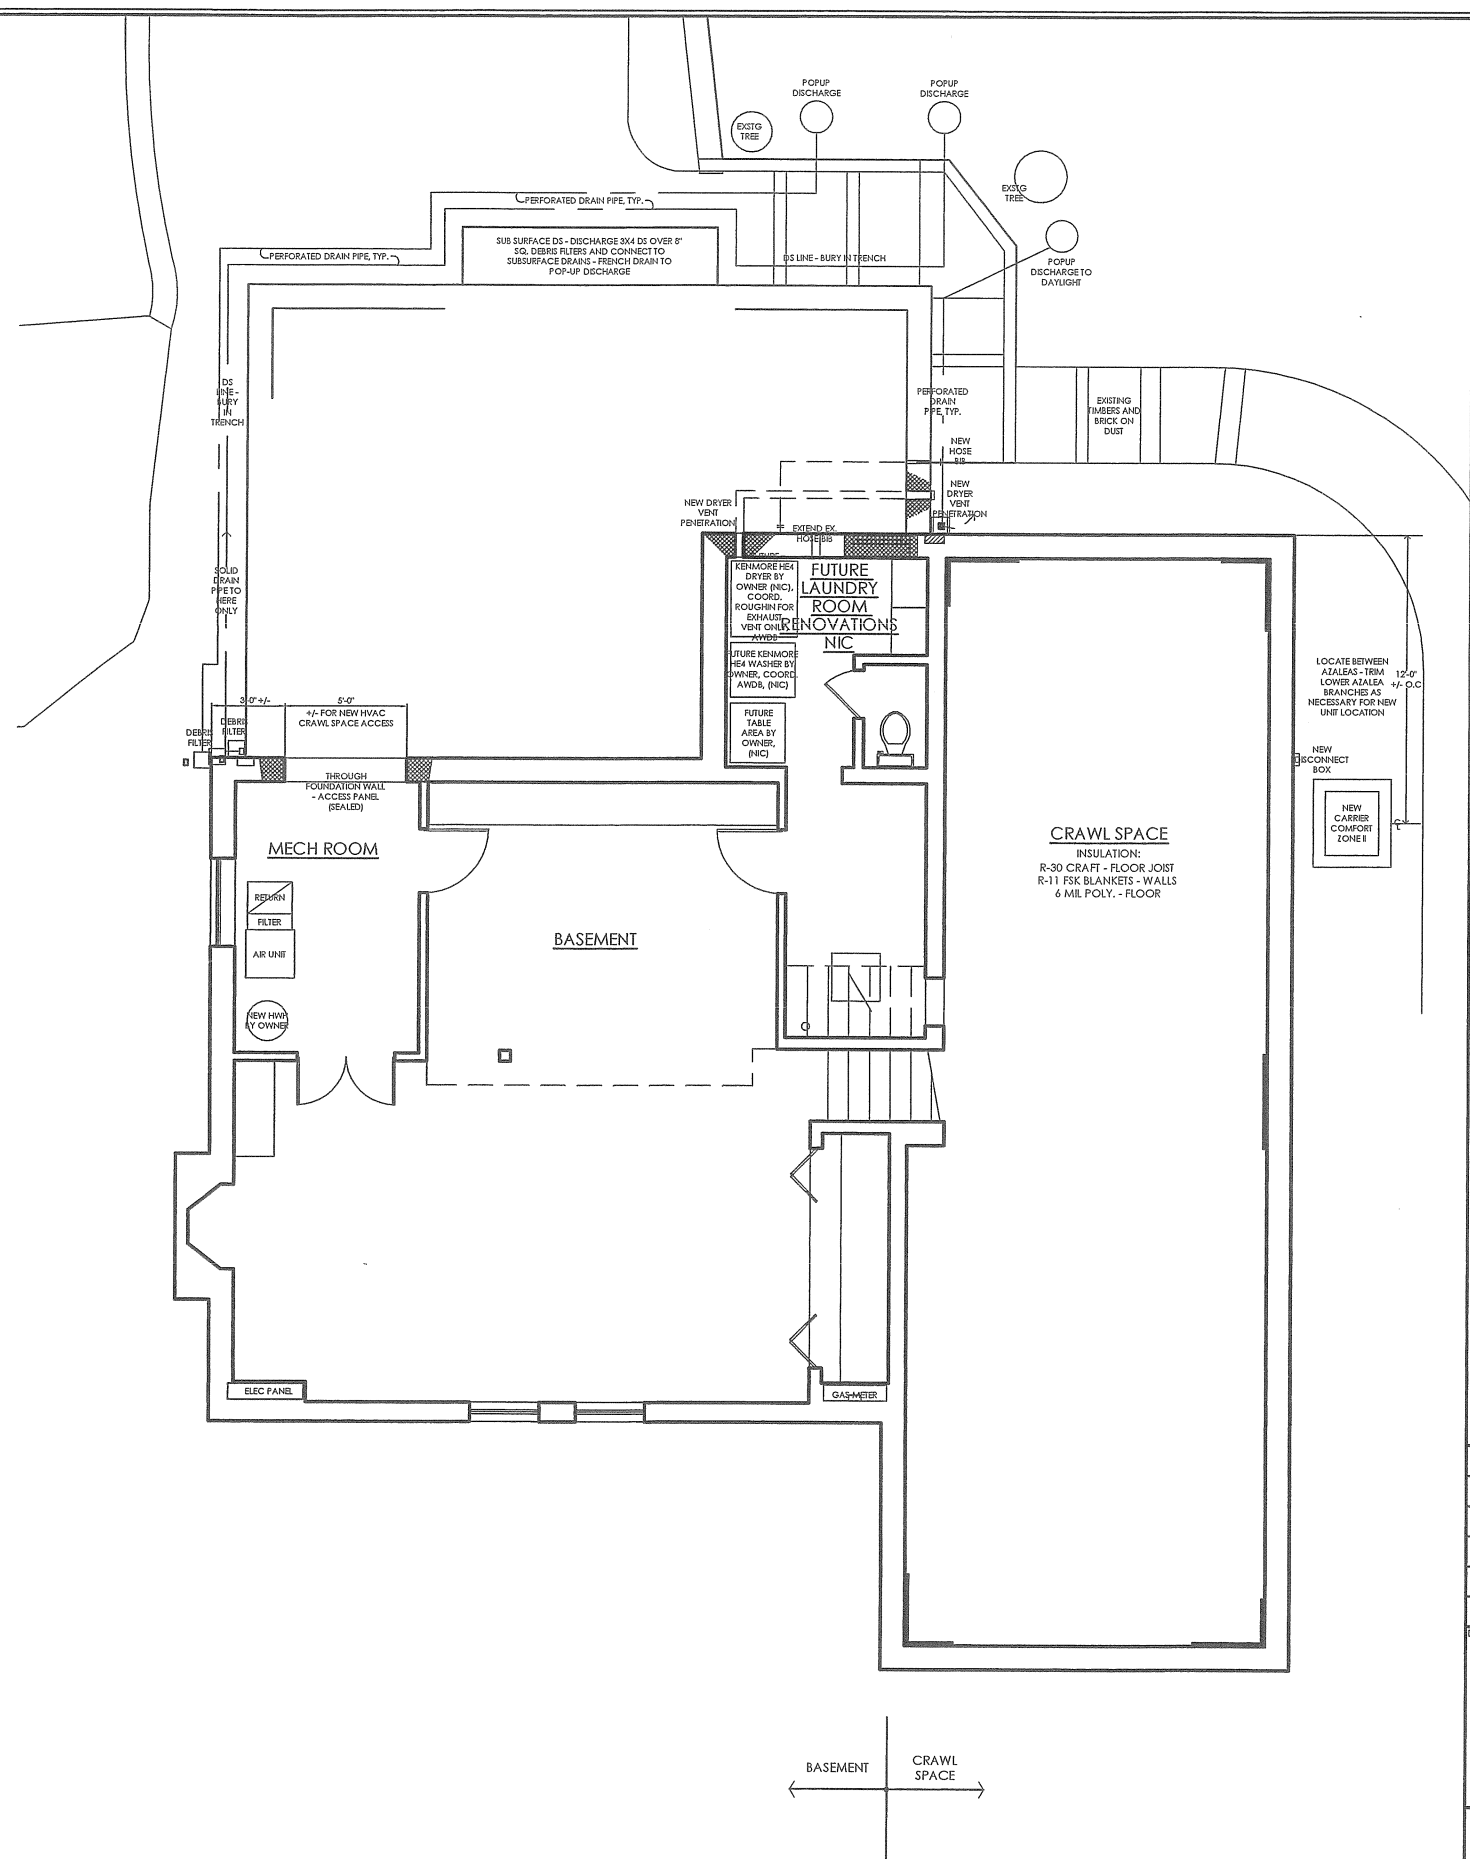 POPUP
DISCHARGE
POPUP
DISCHARGE
EXSTG
TREE
EXSTG
TREE
PERFORATED DRAIN PIPE, TYP.
SUB SURFACE DS - DISCHARGE 3X4 DS OVER 8"
SQ. DEBRIS FILTERS AND CONNECT TO
SUBSURFACE DRAINS - FRENCH DRAIN TO
POP-UP DISCHARGE
PERFORATED DRAIN PIPE, TYP.
DS LINE - BURY IN TRENCH
POPUP
DISCHARGE TO
DAYLIGHT
DS
LINE -
BURY
IN
TRENCH
PERFORATED
DRAIN
PIPE, TYP.
EXISTING
TIMBERS AND
BRICK ON
DUST
NEW
HOSE
BIB
NEW
DRYER
VENT
PENETRATION
NEW DRYER
VENT
PENETRATION
EXTEND EX.
HOSE BIB
SOLID
DRAIN
PIPE TO
HERE
ONLY
KENMORE HE4
DRYER BY
OWNER (NIC),
COORD.
ROUGHIN FOR
EXHAUST
VENT ONLY,
AWDB
FUTURE
LAUNDRY
ROOM
RENOVATIONS
NIC
FUTURE KENMORE
HE4 WASHER BY
OWNER, COORD.
AWDB, (NIC)
FUTURE
TABLE
AREA BY
OWNER,
(NIC)
LOCATE BETWEEN
AZALEAS - TRIM
LOWER AZALEA
BRANCHES AS
NECESSARY FOR NEW
UNIT LOCATION
12'-0"
+/- O.C
3'-0" +/-
5'-0"
+/- FOR NEW HVAC
CRAWL SPACE ACCESS
DEBRIS
FILTER
DEBRIS
FILTER
THROUGH
FOUNDATION WALL
- ACCESS PANEL
(SEALED)
NEW
DISCONNECT
BOX
NEW
CARRIER
COMFORT
ZONE II
MECH ROOM
CRAWL SPACE
INSULATION:
R-30 CRAFT - FLOOR JOIST
R-11 FSK BLANKETS - WALLS
6 MIL POLY. - FLOOR
RETURN
FILTER
AIR UNIT
BASEMENT
NEW HWH
BY OWNER
ELEC PANEL
GAS METER
BASEMENT
CRAWL
SPACE